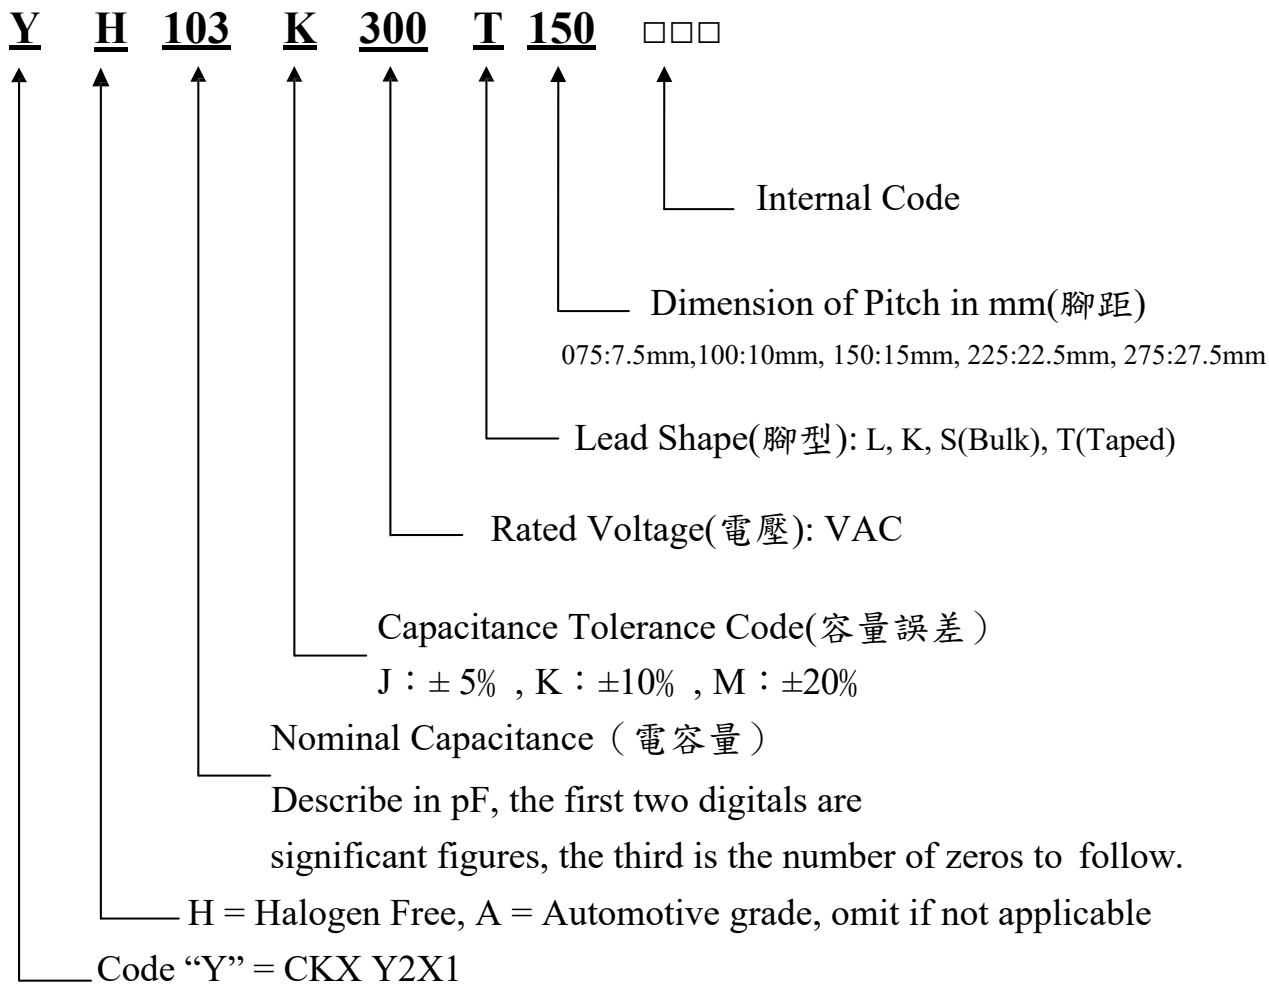 Y H 103 K 300 T 150 □□□
Internal Code
Dimension of Pitch in mm(腳距)
075:7.5mm,100:10mm, 150:15mm, 225:22.5mm, 275:27.5mm
Lead Shape(腳型): L, K, S(Bulk), T(Taped)
Rated Voltage(電壓): VAC
Capacitance Tolerance Code(容量誤差）
J：± 5% , K：±10% , M：±20%
Nominal Capacitance（電容量）
Describe in pF, the first two digitals are
significant figures, the third is the number of zeros to follow.
H = Halogen Free, A = Automotive grade, omit if not applicable
Code “Y” = CKX Y2X1